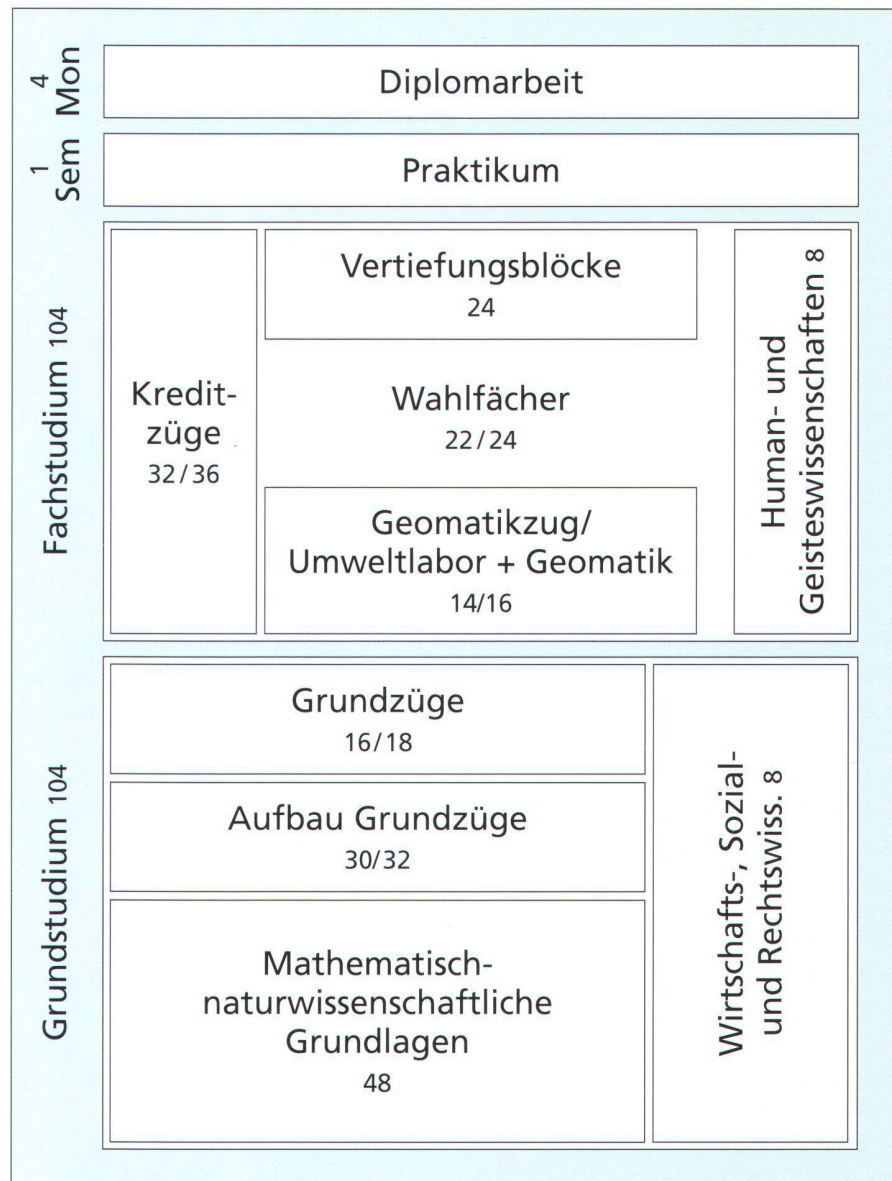 4
Mon
Diplomarbeit
1
Sem
Praktikum
Fachstudium 104
Kredit-
züge
32/36
Vertiefungsblöcke
24
Wahlfächer
22/24
Geomatikzug/
Umweltlabor + Geomatik
14/16
Human- und
Geisteswissenschaften 8
Grundstudium 104
Grundzüge
16/18
Aufbau Grundzüge
30/32
Mathematisch-
naturwissenschaftliche
Grundlagen
48
Wirtschafts-, Sozial-
und Rechtswiss. 8